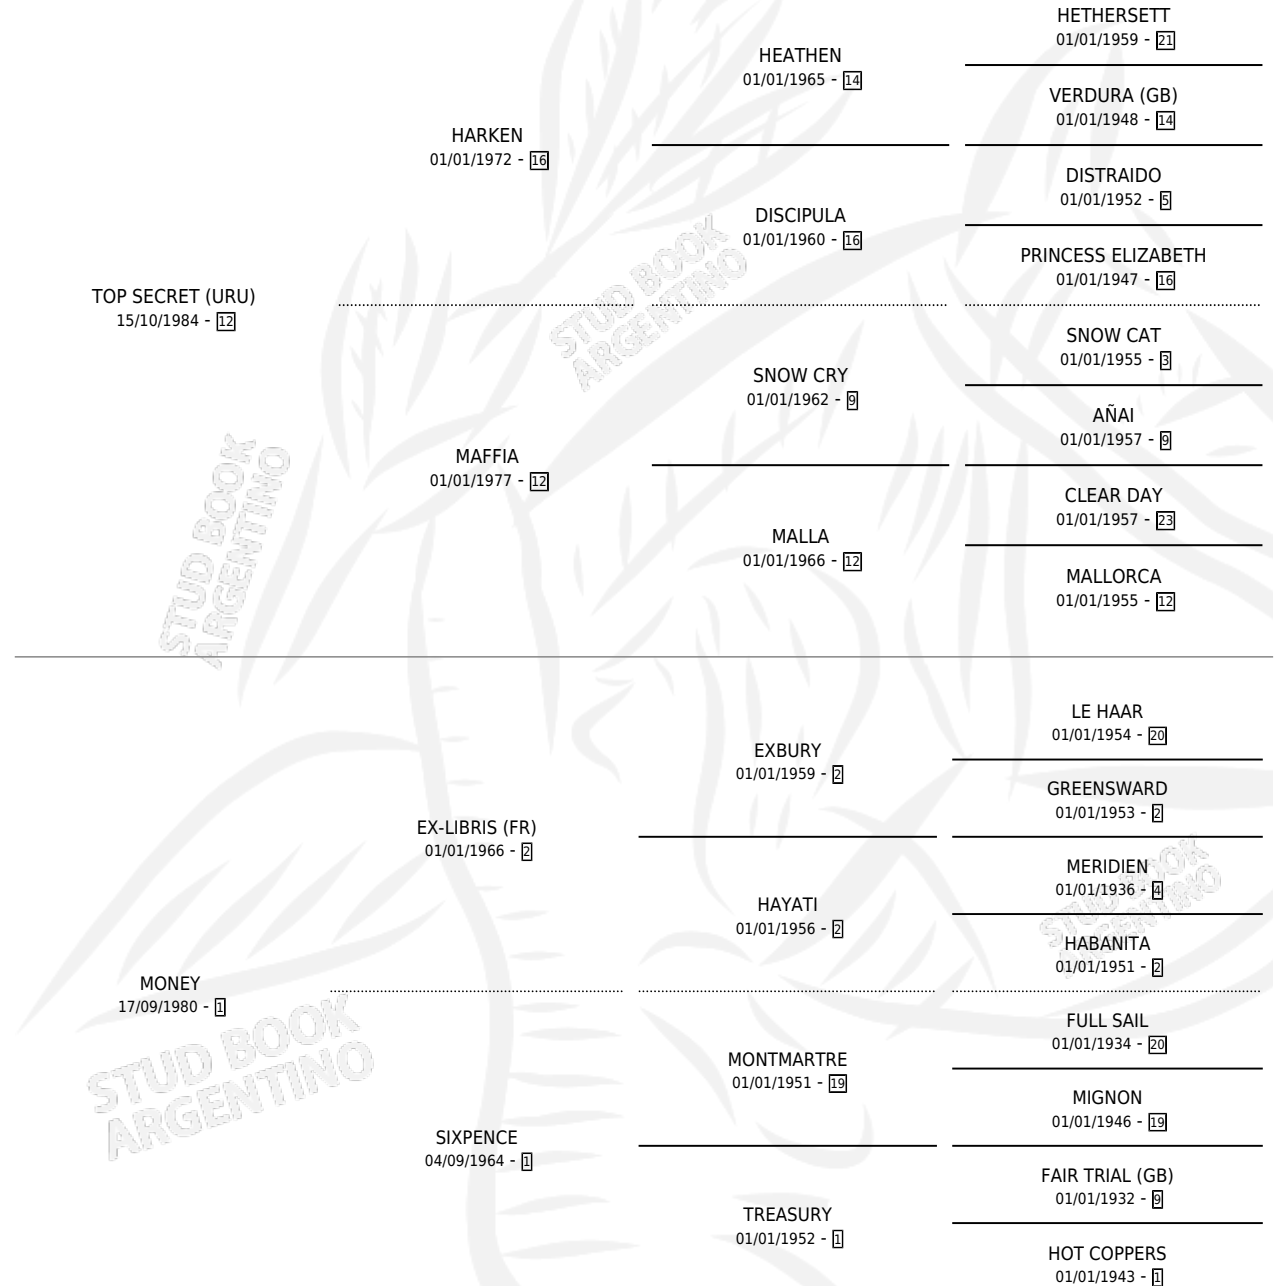 HETHERSETT
01/01/1959 - 21
HEATHEN
01/01/1965 - 14
VERDURA (GB)
01/01/1948 - 14
HARKEN
01/01/1972 - 16
DISTRAIDO
01/01/1952 - 5
DISCIPULA
01/01/1960 - 16
PRINCESS ELIZABETH
01/01/1947 - 16
TOP SECRET (URU)
15/10/1984 - 12
STUD BOOK
ARGENTINO
SNOW CAT
01/01/1955 - 3
SNOW CRY
01/01/1962 - 9
AÑAI
01/01/1957 - 9
MAFFIA
01/01/1977 - 12
CLEAR DAY
01/01/1957 - 23
MALLA
01/01/1966 - 12
MALLORCA
01/01/1955 - 12
STUD BOOK
ARGENTINO
LE HAAR
01/01/1954 - 20
EXBURY
01/01/1959 - 2
GREENSWARD
01/01/1953 - 2
EX-LIBRIS (FR)
01/01/1966 - 2
MERIDIEN
01/01/1936 - 4
HAYATI
01/01/1956 - 2
HABANITA
01/01/1951 - 2
STUD BOOK
ARGENTINO
MONEY
17/09/1980 - 1
STUD BOOK
ARGENTINO
FULL SAIL
01/01/1934 - 20
MONTMARTRE
01/01/1951 - 19
MIGNON
01/01/1946 - 19
SIXPENCE
04/09/1964 - 1
FAIR TRIAL (GB)
01/01/1932 - 9
TREASURY
01/01/1952 - 1
HOT COPPERS
01/01/1943 - 1